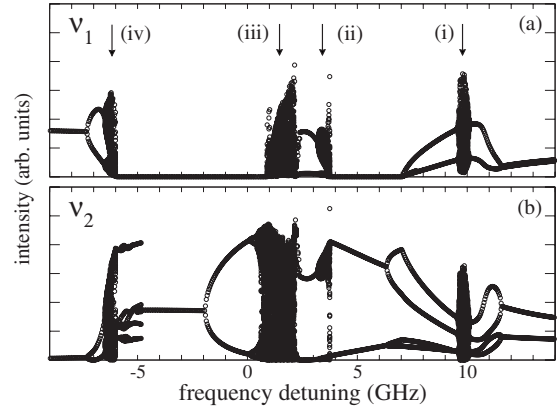 ν1 (iv) (iii) (ii) (i) (a)
ν2 (b)
intensity (arb. units)
-5 0 5 10
frequency detuning (GHz)